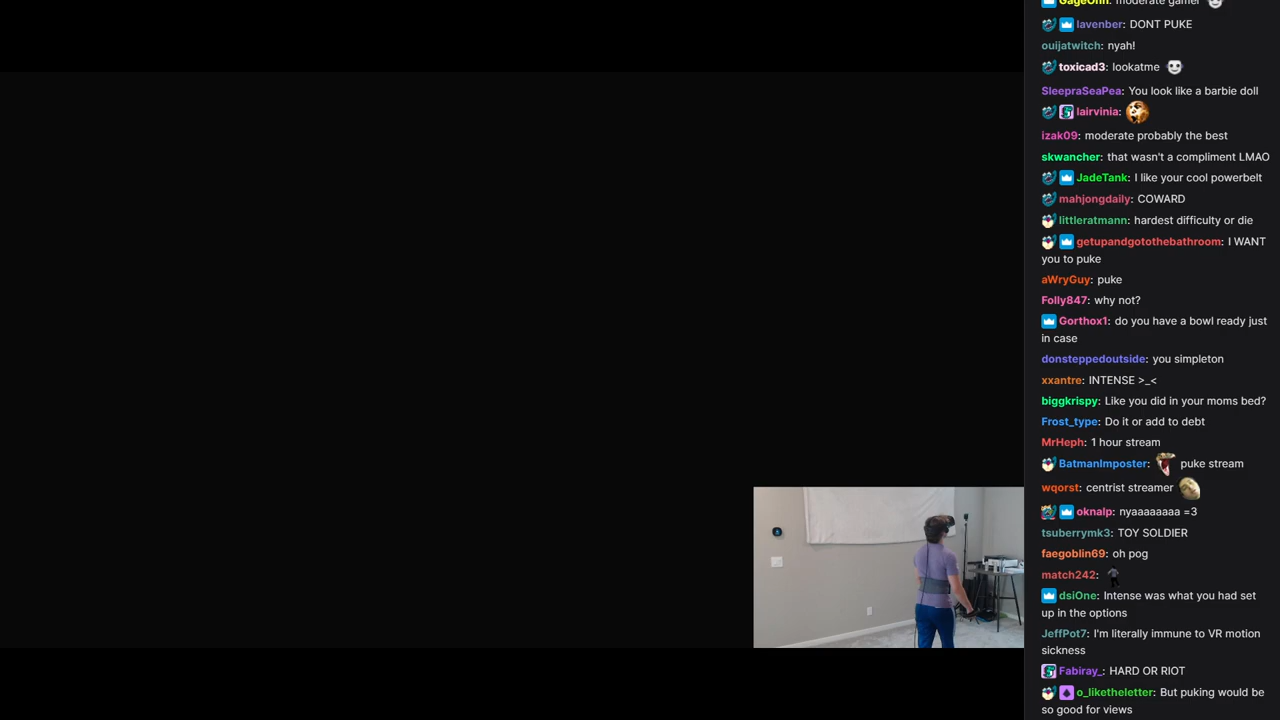 GageOnn: moderate gamer
lavenber: DONT PUKE
ouijatwitch: nyah!
toxicad3: lookatme
SleepraSeaPea: You look like a barbie doll
lairvinia:
izak09: moderate probably the best
skwancher: that wasn't a compliment LMAO
JadeTank: I like your cool powerbelt
mahjongdaily: COWARD
littleratmann: hardest difficulty or die
getupandgotothebathroom: I WANT
you to puke
aWryGuy: puke
Folly847: why not?
Gorthox1: do you have a bowl ready just
in case
donsteppedoutside: you simpleton
xxantre: INTENSE >_<
biggkrispy: Like you did in your moms bed?
Frost_type: Do it or add to debt
MrHeph: 1 hour stream
BatmanImposter: puke stream
wqorst: centrist streamer
oknalp: nyaaaaaaaa =3
tsuberrymk3: TOY SOLDIER
faegoblin69: oh pog
match242:
dsiOne: Intense was what you had set
up in the options
JeffPot7: I'm literally immune to VR motion
sickness
Fabiray_: HARD OR RIOT
o_liketheletter: But puking would be
so good for views